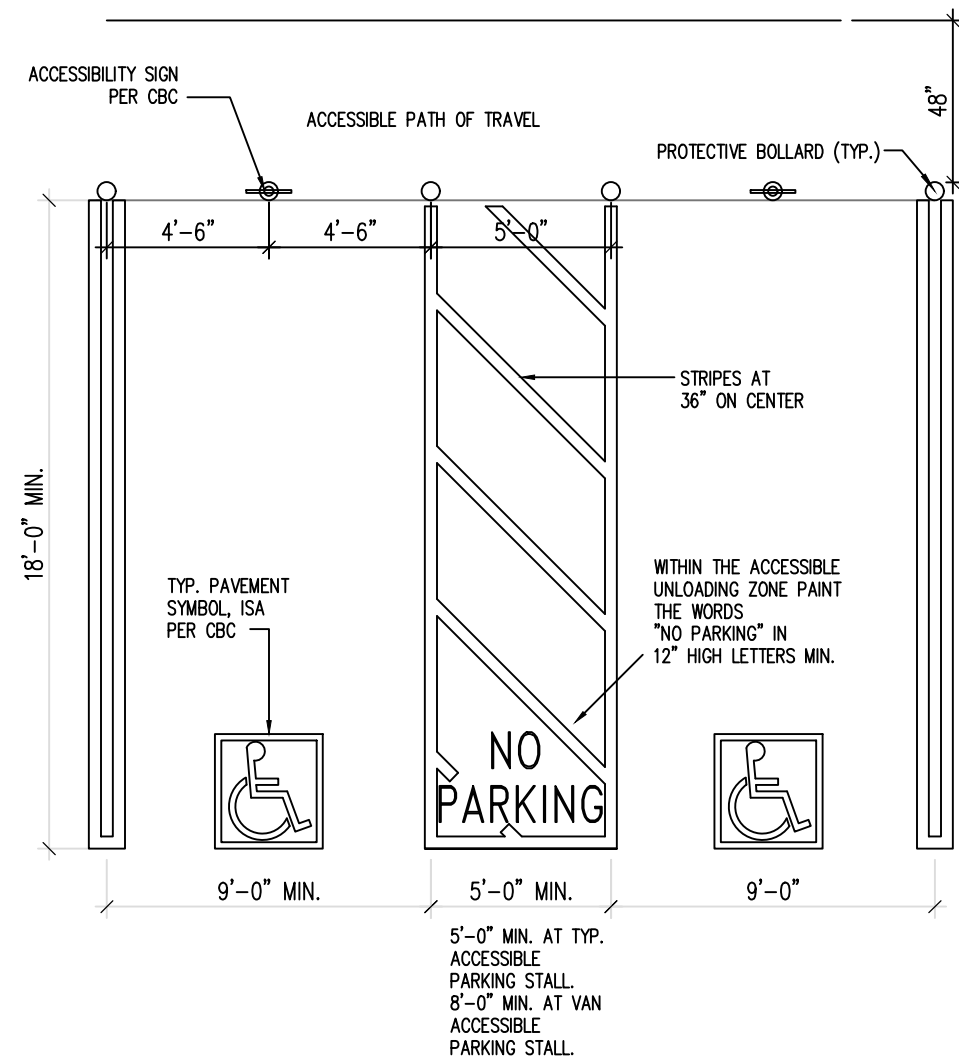 ACCESSIBILITY SIGN
PER CBC
ACCESSIBLE PATH OF TRAVEL
48"
PROTECTIVE BOLLARD (TYP.)
4'-6"
4'-6"
5'-0"
STRIPES AT
36" ON CENTER
18'-0" MIN.
TYP. PAVEMENT
SYMBOL, ISA
PER CBC
WITHIN THE ACCESSIBLE
UNLOADING ZONE PAINT
THE WORDS
"NO PARKING" IN
12" HIGH LETTERS MIN.
NO
PARKING
9'-0" MIN.
5'-0" MIN.
9'-0"
5'-0" MIN. AT TYP.
ACCESSIBLE
PARKING STALL.
8'-0" MIN. AT VAN
ACCESSIBLE
PARKING STALL.